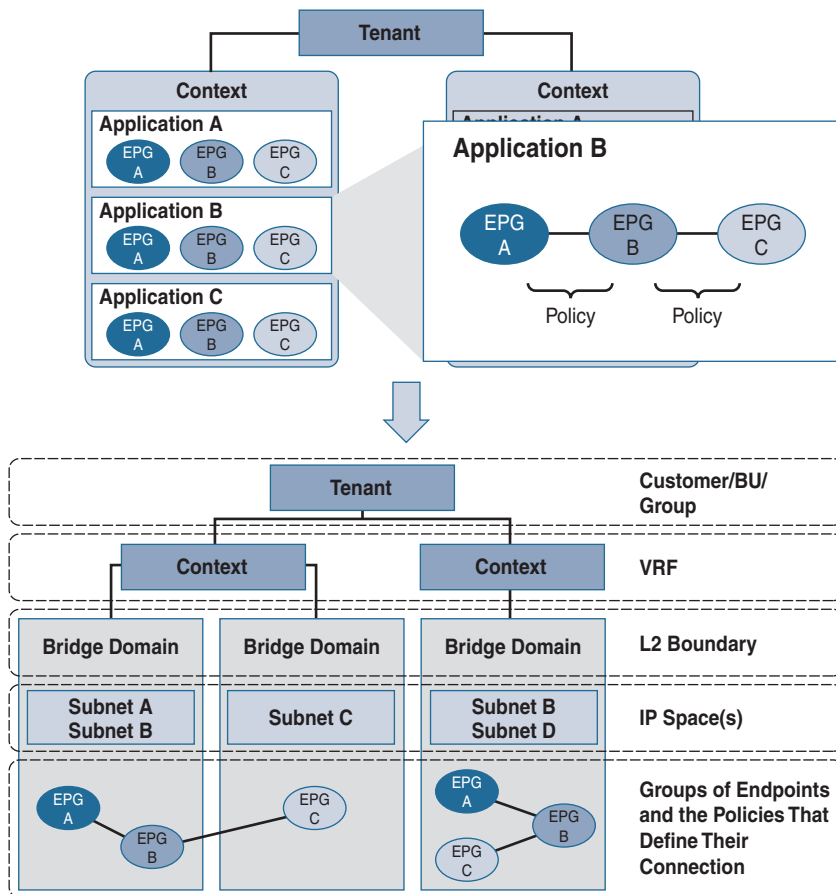 Tenant
Context
Application A
EPG
A
EPG
B
EPG
C
Application B
EPG
A
EPG
B
EPG
C
Application C
EPG
A
EPG
B
EPG
C
Context
Application A
Application B
EPG
A
EPG
B
EPG
C
Policy
Policy
Tenant
Customer/BU/
Group
Context
Context
VRF
Bridge Domain
Bridge Domain
Bridge Domain
L2 Boundary
Subnet A
Subnet B
Subnet C
Subnet B
Subnet D
IP Space(s)
EPG
A
EPG
B
EPG
C
EPG
A
EPG
B
EPG
C
Groups of Endpoints
and the Policies That
Define Their
Connection